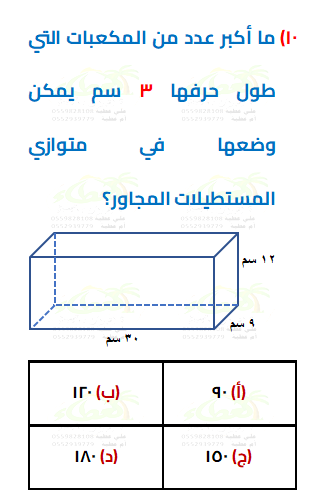 ١٠) ما أكبر عدد من المكعبات التي
طول حرفها ٣ سم يمكن
وضعها في متوازي
المستطيلات المجاور؟
١٢ سم
٩ سم
٣٠ سم
(أ) ٩٠ (ب) ١٢٠
(ج) ١٥٠ (د) ١٨٠